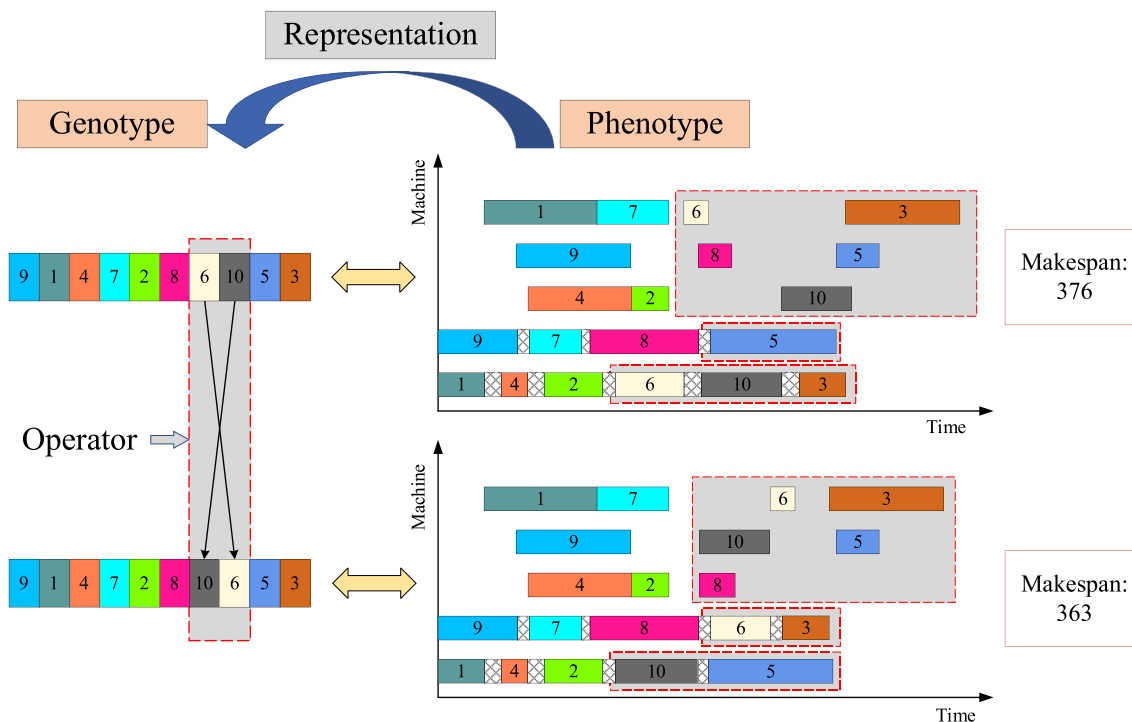 Representation
Genotype
Phenotype
Machine
1 7 6 3
9 8 5
4 2 10
9 7 8 5
1 4 2 6 10 3
Time
9 1 4 7 2 8 6 10 5 3
Makespan:
376
Operator
Machine
1 7 6 3
9 10 5
4 2 8
9 7 8 6 3
1 4 2 10 5
Time
9 1 4 7 2 8 10 6 5 3
Makespan:
363